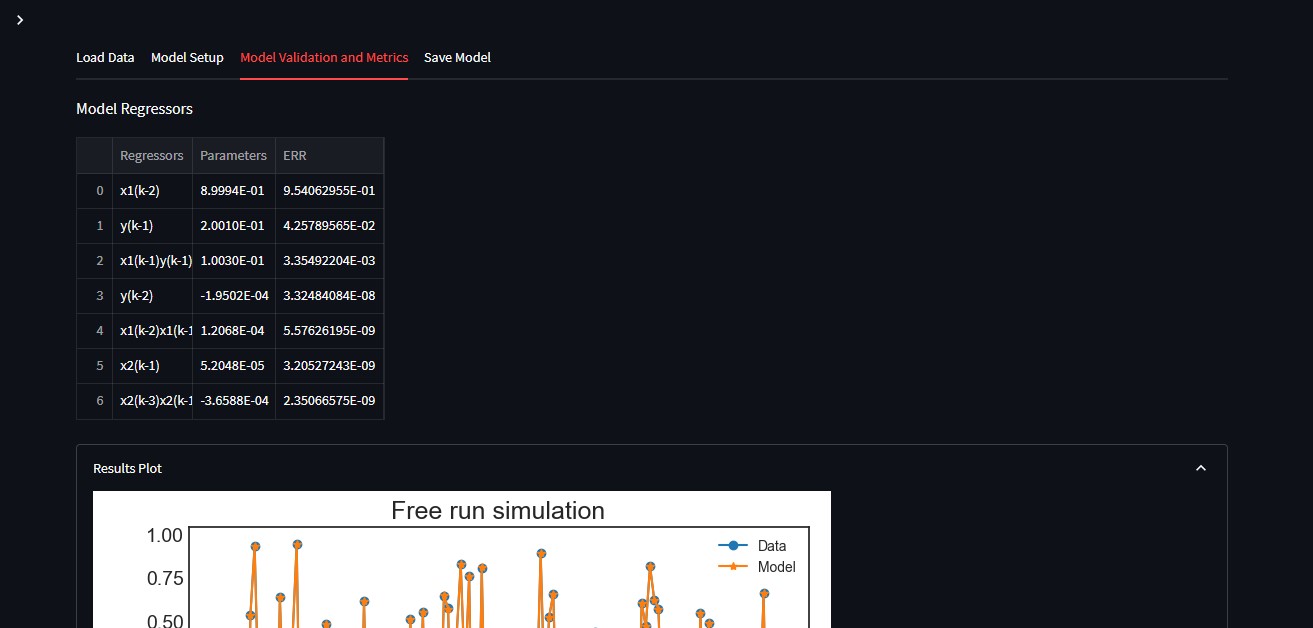 Load Data Model Setup Model Validation and Metrics Save Model
Model Regressors
Regressors Parameters ERR
0 x1(k-2) 8.9994E-01 9.54062955E-01
1 y(k-1) 2.0010E-01 4.25789565E-02
2 x1(k-1)y(k-1) 1.0030E-01 3.35492204E-03
3 y(k-2) -1.9502E-04 3.32484084E-08
4 x1(k-2)x1(k-1 1.2068E-04 5.57626195E-09
5 x2(k-1) 5.2048E-05 3.20527243E-09
6 x2(k-3)x2(k-1 -3.6588E-04 2.35066575E-09
Results Plot
Free run simulation
1.00
0.75
0.50
Data
Model